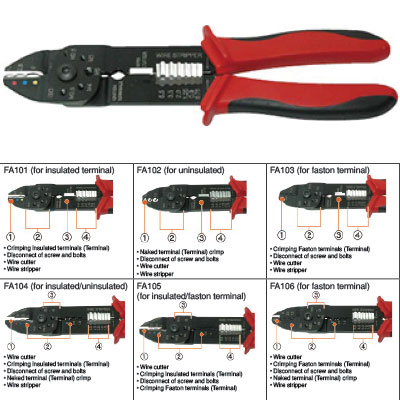 WIRE STRIPPER
FA101 (for insulated terminal)
① ② ③ ④
• Crimping Insulated terminals (Terminal)
• Disconnect of screw and bolts
• Wire cutter
• Wire stripper
FA102 (for uninsulated)
① ② ③ ④
• Naked terminal (Terminal) crimp
• Disconnect of screw and bolts
• Wire cutter
• Wire stripper
FA103 (for faston terminal)
① ② ③ ④
• Crimping Faston terminals (Terminal)
• Disconnect of screw and bolts
• Wire cutter
• Wire stripper
FA104 (for insulated/uninsulated)
③
① ② ④
• Wire cutter
• Crimping Insulated terminals (Terminal)
• Disconnect of screw and bolts
• Naked terminal (Terminal) crimp
• Wire stripper
FA105
(for insulated/faston terminal)
③
① ② ④
• Wire cutter
• Crimping Insulated terminals (Terminal)
• Disconnect of screw and bolts
• Crimping Faston terminals (Terminal)
FA106 (for faston terminal)
③
① ② ④
• Wire cutter
• Crimping Faston terminals (Terminal)
• Disconnect of screw and bolts
• Naked terminal (Terminal) crimp
• Wire stripper